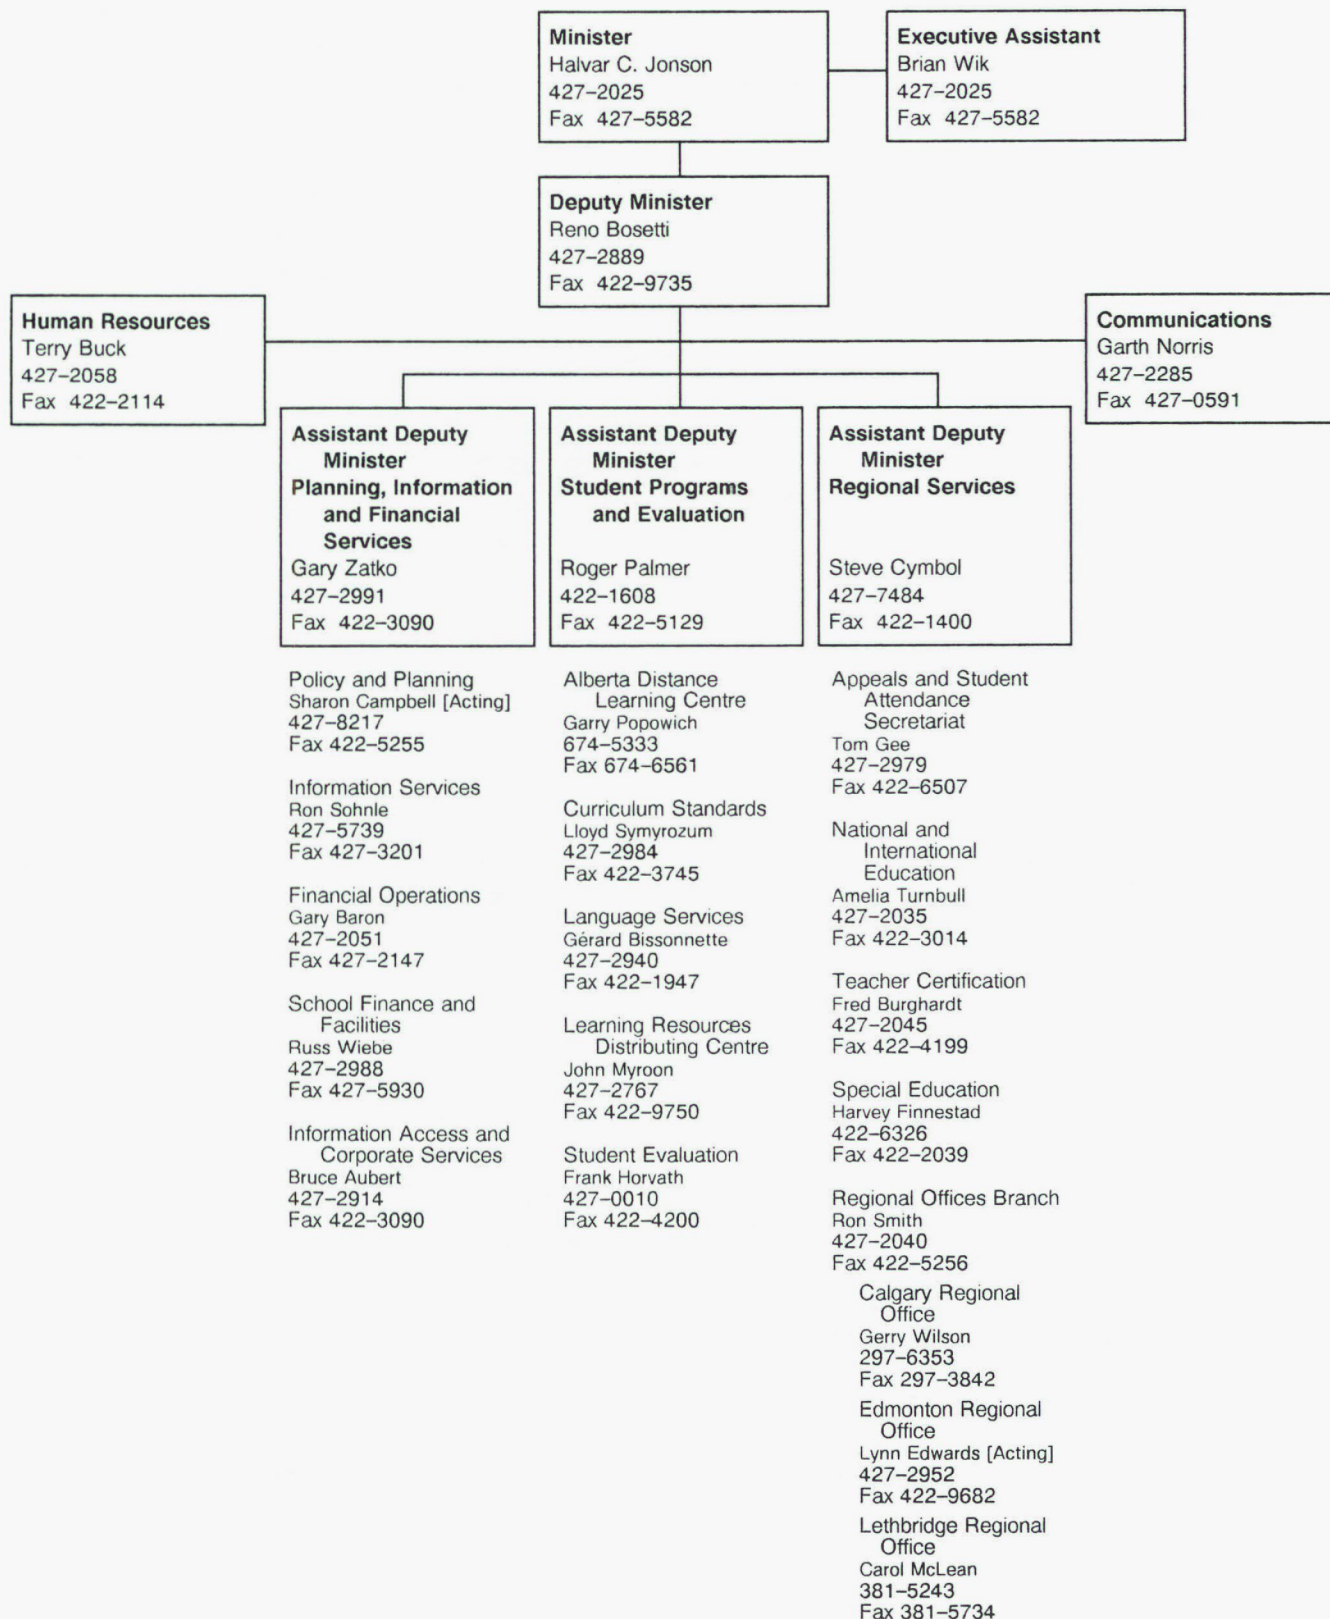 Minister
Halvar C. Jonson
427–2025
Fax 427–5582
Executive Assistant
Brian Wik
427–2025
Fax 427–5582
Deputy Minister
Reno Bosetti
427–2889
Fax 422–9735
Human Resources
Terry Buck
427–2058
Fax 422–2114
Communications
Garth Norris
427–2285
Fax 427–0591
Assistant Deputy
Minister
Planning, Information
and Financial
Services
Gary Zatko
427–2991
Fax 422–3090
Policy and Planning
Sharon Campbell [Acting]
427–8217
Fax 422–5255
Information Services
Ron Sohnle
427–5739
Fax 427–3201
Financial Operations
Gary Baron
427–2051
Fax 427–2147
School Finance and
Facilities
Russ Wiebe
427–2988
Fax 427–5930
Information Access and
Corporate Services
Bruce Aubert
427–2914
Fax 422–3090
Assistant Deputy
Minister
Student Programs
and Evaluation
Roger Palmer
422–1608
Fax 422–5129
Alberta Distance
Learning Centre
Garry Popowich
674–5333
Fax 674–6561
Curriculum Standards
Lloyd Symyrozum
427–2984
Fax 422–3745
Language Services
Gérard Bissonnette
427–2940
Fax 422–1947
Learning Resources
Distributing Centre
John Myroon
427–2767
Fax 422–9750
Student Evaluation
Frank Horvath
427–0010
Fax 422–4200
Assistant Deputy
Minister
Regional Services
Steve Cymbol
427–7484
Fax 422–1400
Appeals and Student
Attendance
Secretariat
Tom Gee
427–2979
Fax 422–6507
National and
International
Education
Amelia Turnbull
427–2035
Fax 422–3014
Teacher Certification
Fred Burghardt
427–2045
Fax 422–4199
Special Education
Harvey Finnestad
422–6326
Fax 422–2039
Regional Offices Branch
Ron Smith
427–2040
Fax 422–5256
Calgary Regional
Office
Gerry Wilson
297–6353
Fax 297–3842
Edmonton Regional
Office
Lynn Edwards [Acting]
427–2952
Fax 422–9682
Lethbridge Regional
Office
Carol McLean
381–5243
Fax 381–5734